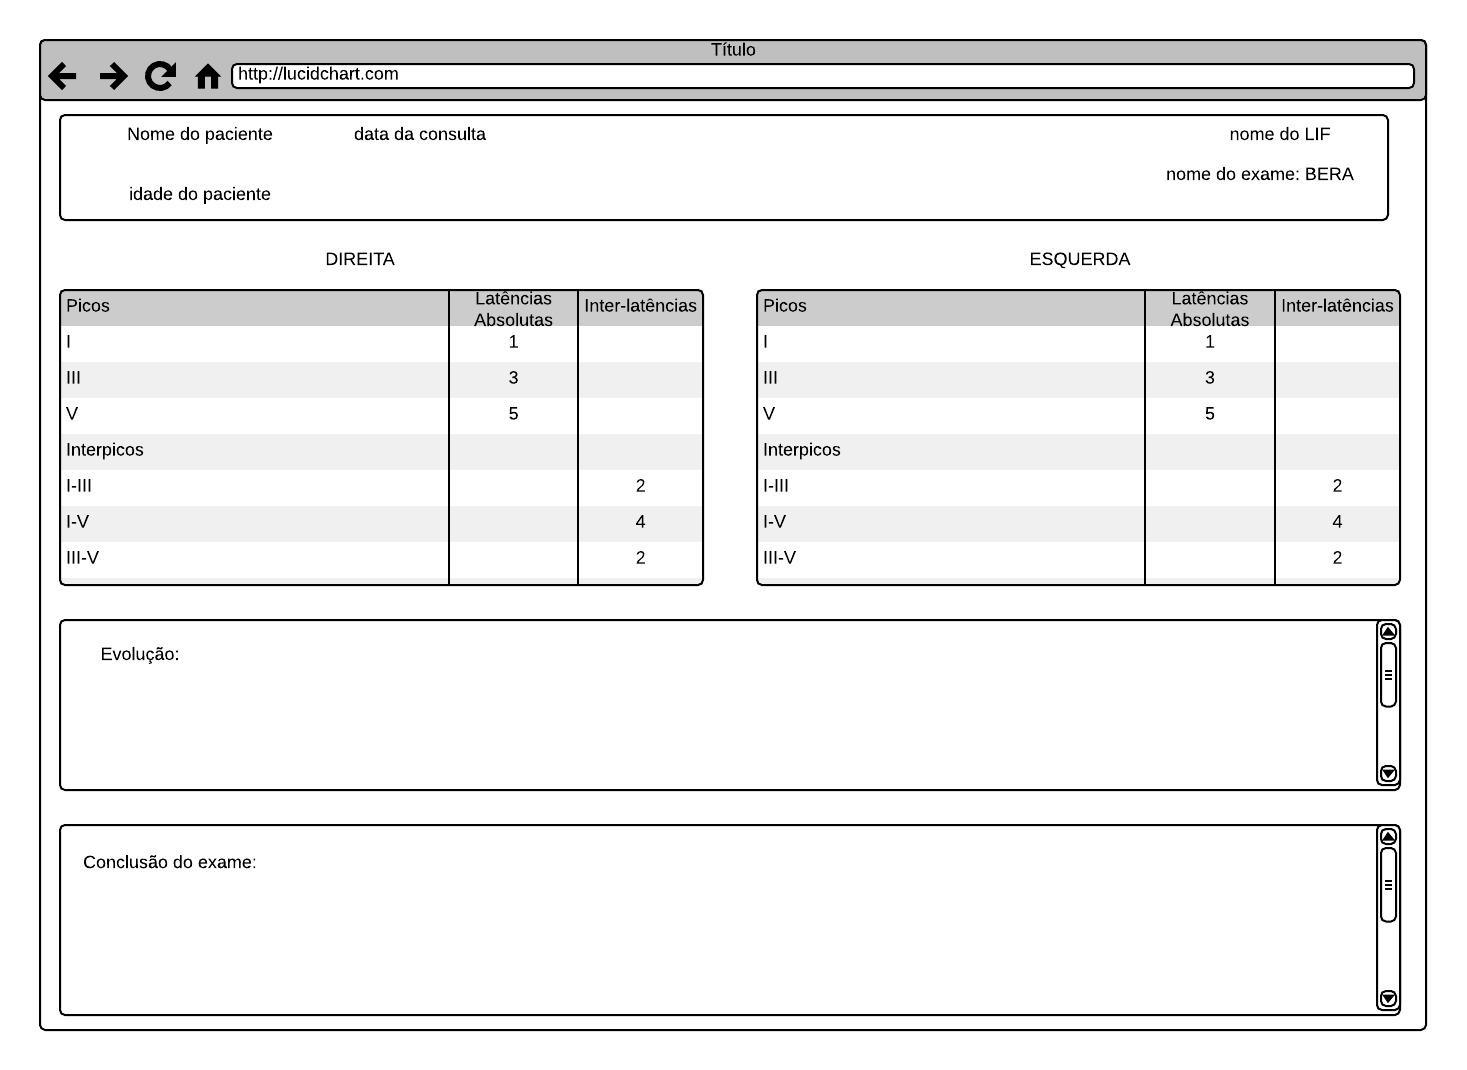 Título
http://lucidchart.com
Nome do paciente data da consulta nome do LIF
nome do exame: BERA
idade do paciente
DIREITA
Picos Latências Absolutas Inter-latências
I 1
III 3
V 5
Interpicos
I-III 2
I-V 4
III-V 2
ESQUERDA
Picos Latências Absolutas Inter-latências
I 1
III 3
V 5
Interpicos
I-III 2
I-V 4
III-V 2
Evolução:
Conclusão do exame: